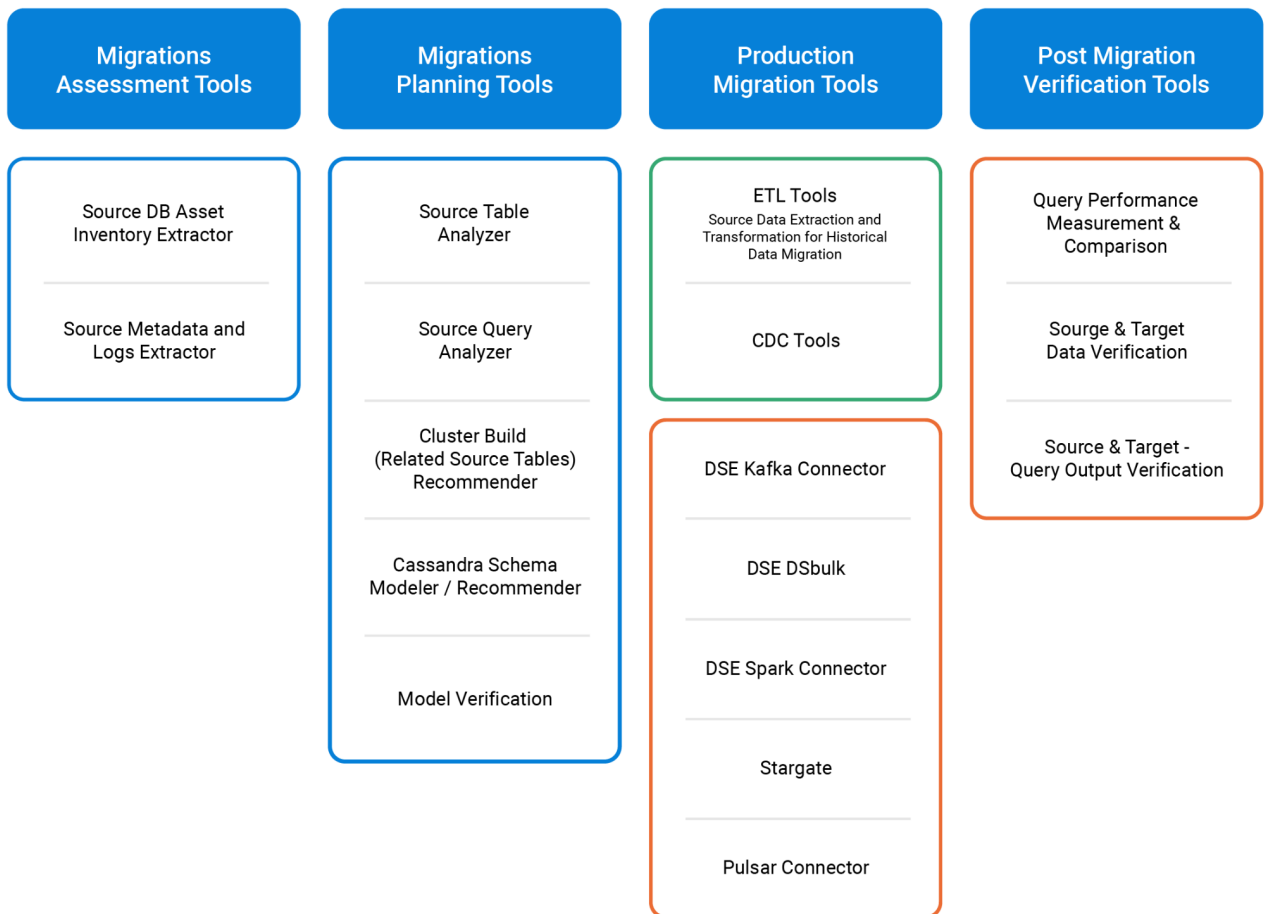 Migrations
Assessment Tools
Source DB Asset
Inventory Extractor
Source Metadata and
Logs Extractor
Migrations
Planning Tools
Source Table
Analyzer
Source Query
Analyzer
Cluster Build
(Related Source Tables)
Recommender
Cassandra Schema
Modeler / Recommender
Model Verification
Production
Migration Tools
ETL Tools
Source Data Extraction and
Transformation for Historical
Data Migration
CDC Tools
DSE Kafka Connector
DSE DSbulk
DSE Spark Connector
Stargate
Pulsar Connector
Post Migration
Verification Tools
Query Performance
Measurement &
Comparison
Sourge & Target
Data Verification
Source & Target -
Query Output Verification